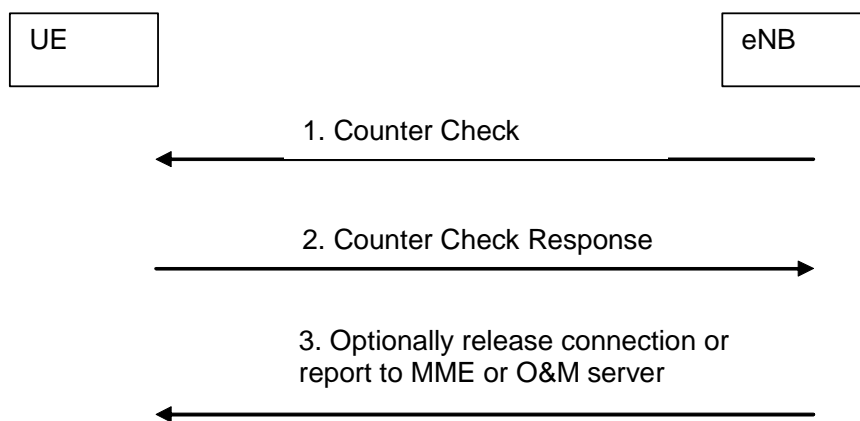 UE
eNB
1. Counter Check
2. Counter Check Response
3. Optionally release connection or
report to MME or O&M server